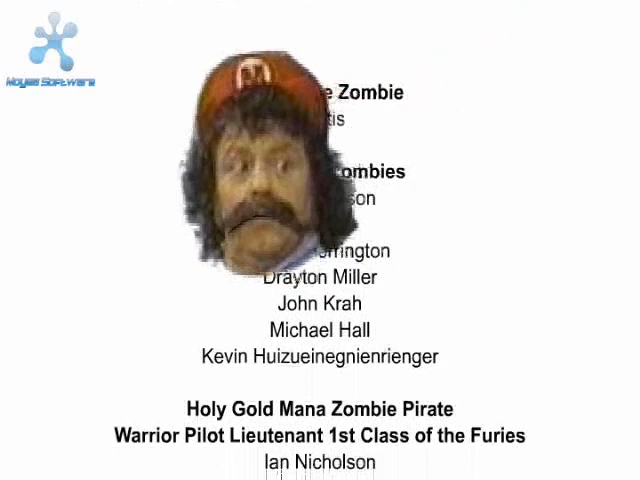 Moyea Software
M
e Zombie
tis
ombies
son
rrington
Drayton Miller
John Krah
Michael Hall
Kevin Huizueinegnienrienger
Holy Gold Mana Zombie Pirate
Warrior Pilot Lieutenant 1st Class of the Furies
Ian Nicholson